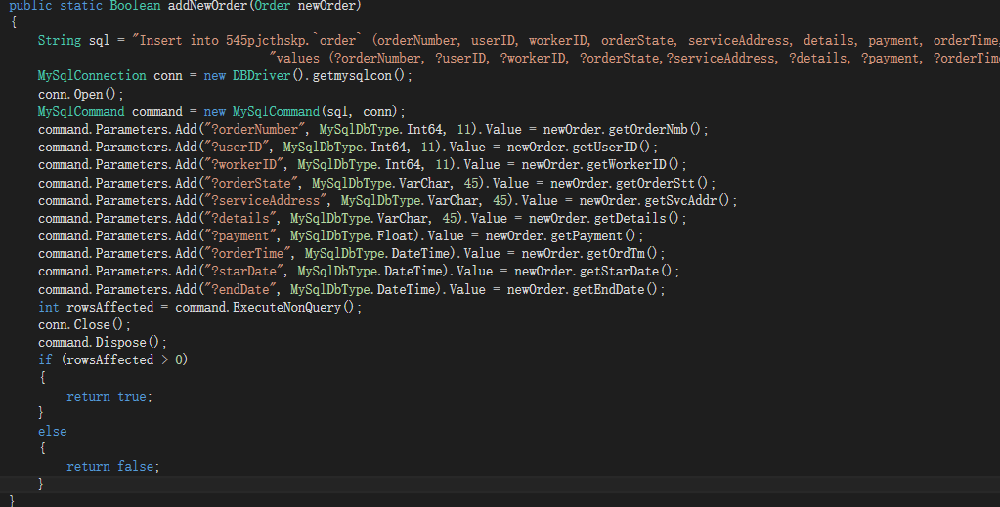 public static Boolean addNewOrder(Order newOrder)
{
String sql = "Insert into 545pjcthskp.`order` (orderNumber, userID, workerID, orderState, serviceAddress, details, payment, orderTime,
"values (?orderNumber, ?userID, ?workerID, ?orderState,?serviceAddress, ?details, ?payment, ?orderTim
MySqlConnection conn = new DBDriver().getmysqlcon();
conn.Open();
MySqlCommand command = new MySqlCommand(sql, conn);
command.Parameters.Add("?orderNumber", MySqlDbType.Int64, 11).Value = newOrder.getOrderNmb();
command.Parameters.Add("?userID", MySqlDbType.Int64, 11).Value = newOrder.getUserID();
command.Parameters.Add("?workerID", MySqlDbType.Int64, 11).Value = newOrder.getWorkerID();
command.Parameters.Add("?orderState", MySqlDbType.VarChar, 45).Value = newOrder.getOrderStt();
command.Parameters.Add("?serviceAddress", MySqlDbType.VarChar, 45).Value = newOrder.getSvcAddr();
command.Parameters.Add("?details", MySqlDbType.VarChar, 45).Value = newOrder.getDetails();
command.Parameters.Add("?payment", MySqlDbType.Float).Value = newOrder.getPayment();
command.Parameters.Add("?orderTime", MySqlDbType.DateTime).Value = newOrder.getOrdTm();
command.Parameters.Add("?starDate", MySqlDbType.DateTime).Value = newOrder.getStarDate();
command.Parameters.Add("?endDate", MySqlDbType.DateTime).Value = newOrder.getEndDate();
int rowsAffected = command.ExecuteNonQuery();
conn.Close();
command.Dispose();
if (rowsAffected > 0)
{
return true;
}
else
{
return false;
}
}